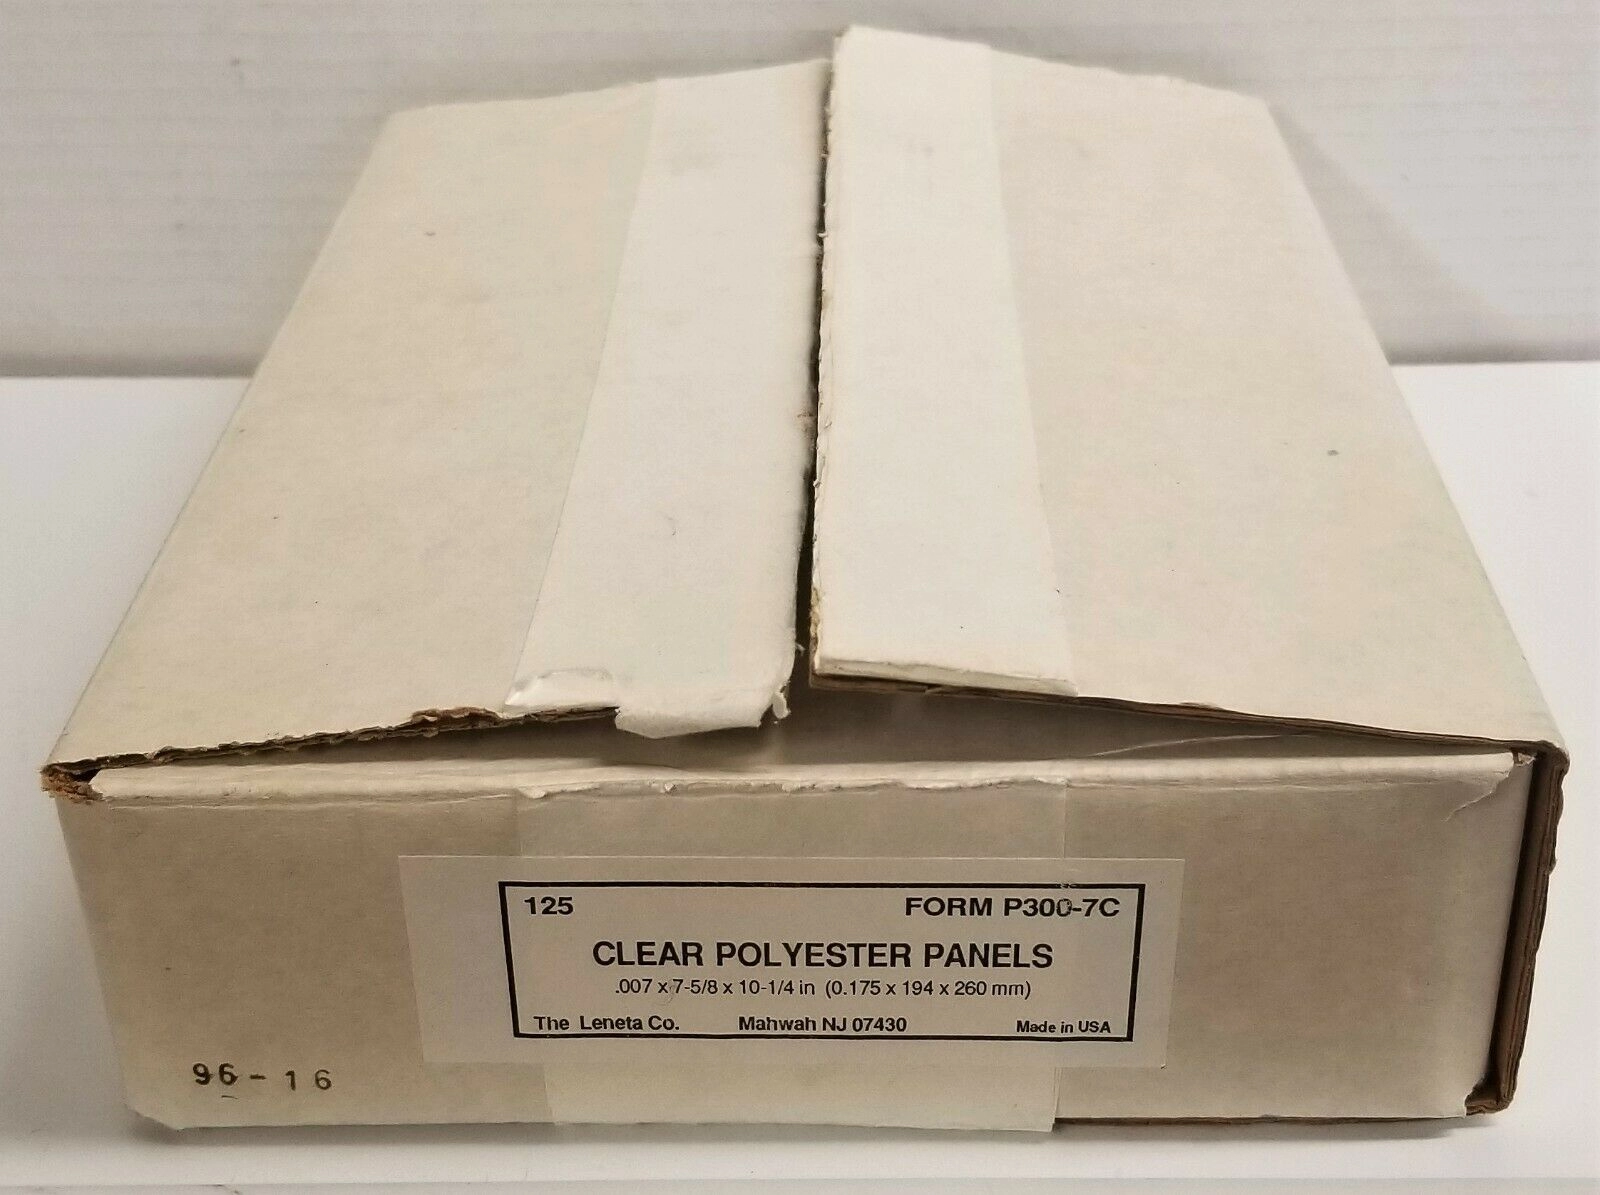 125 FORM P300-7C
CLEAR POLYESTER PANELS
.007 x 7-5/8 x 10-1/4 in (0.175 x 194 x 260 mm)
The Leneta Co. Mahwah NJ 07430 Made in USA
96-16